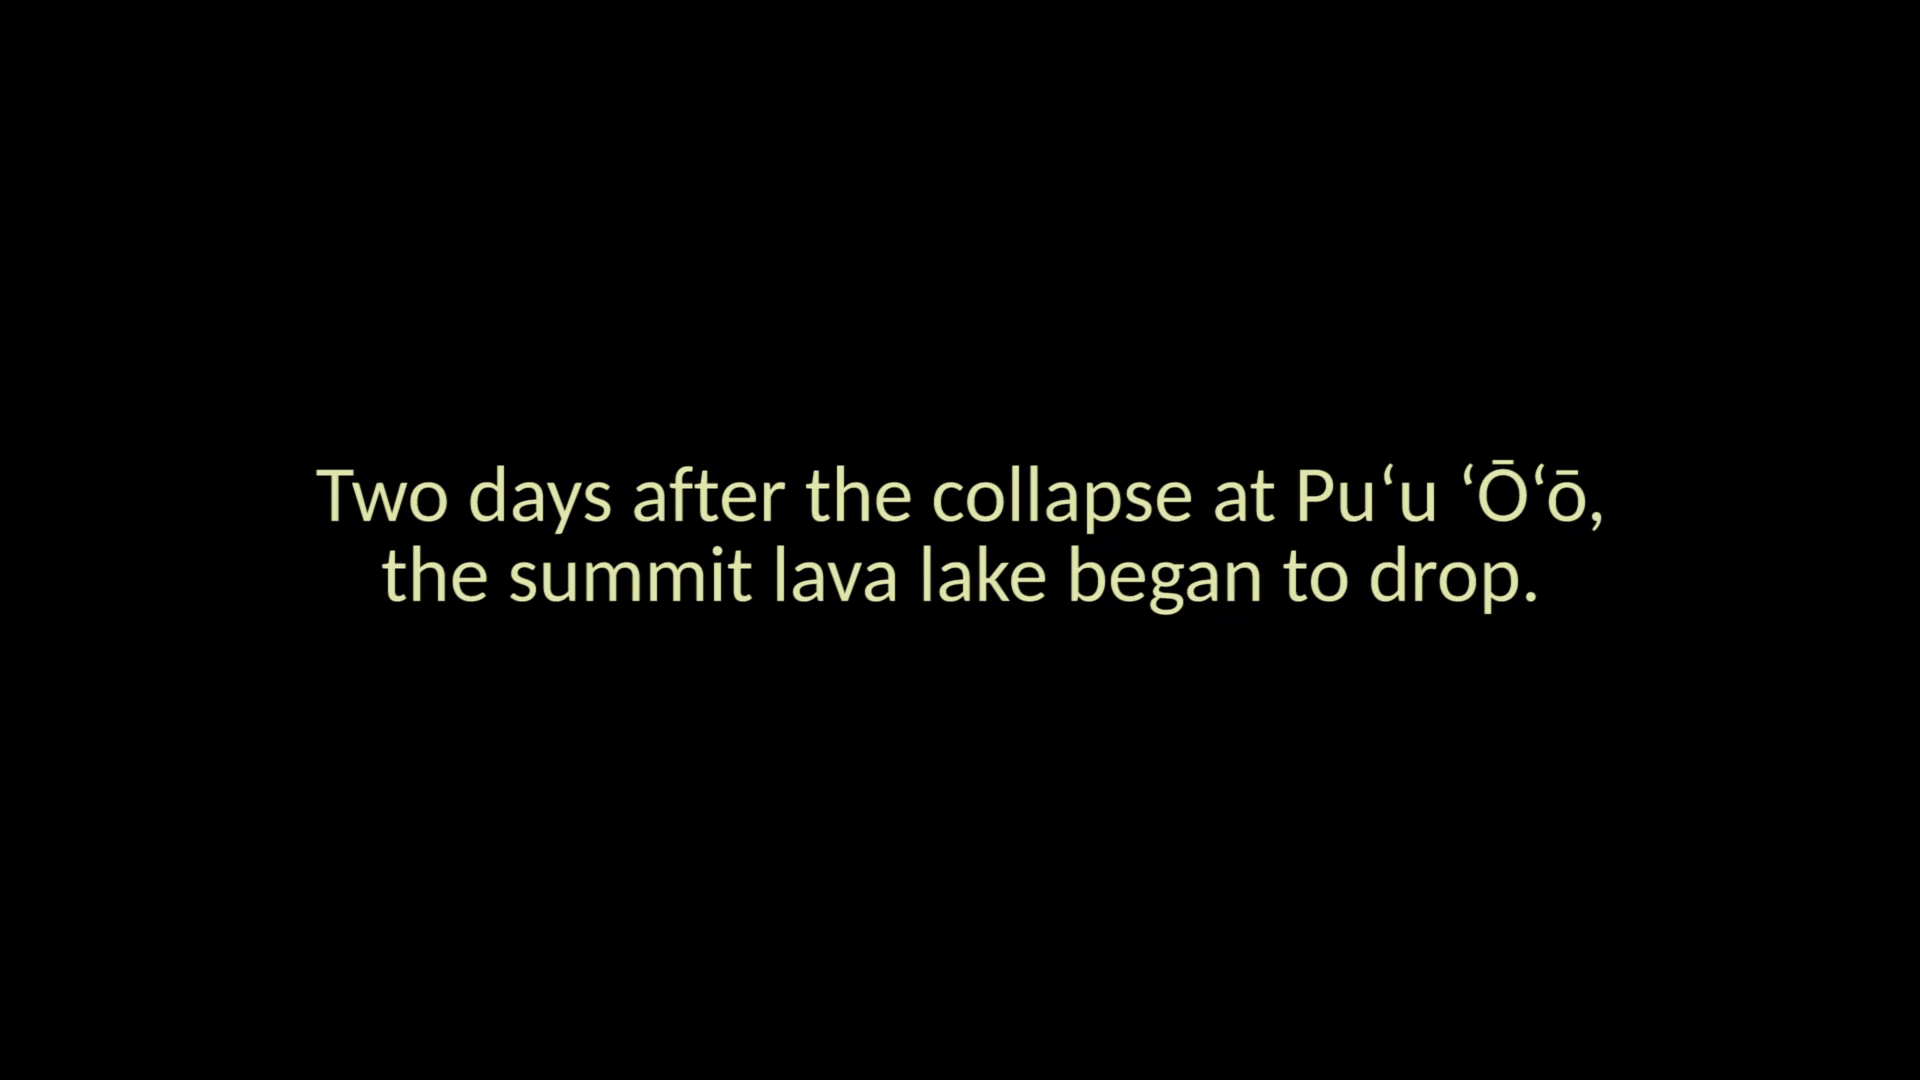 Two days after the collapse at Puʻu ʻŌʻō,
the summit lava lake began to drop.